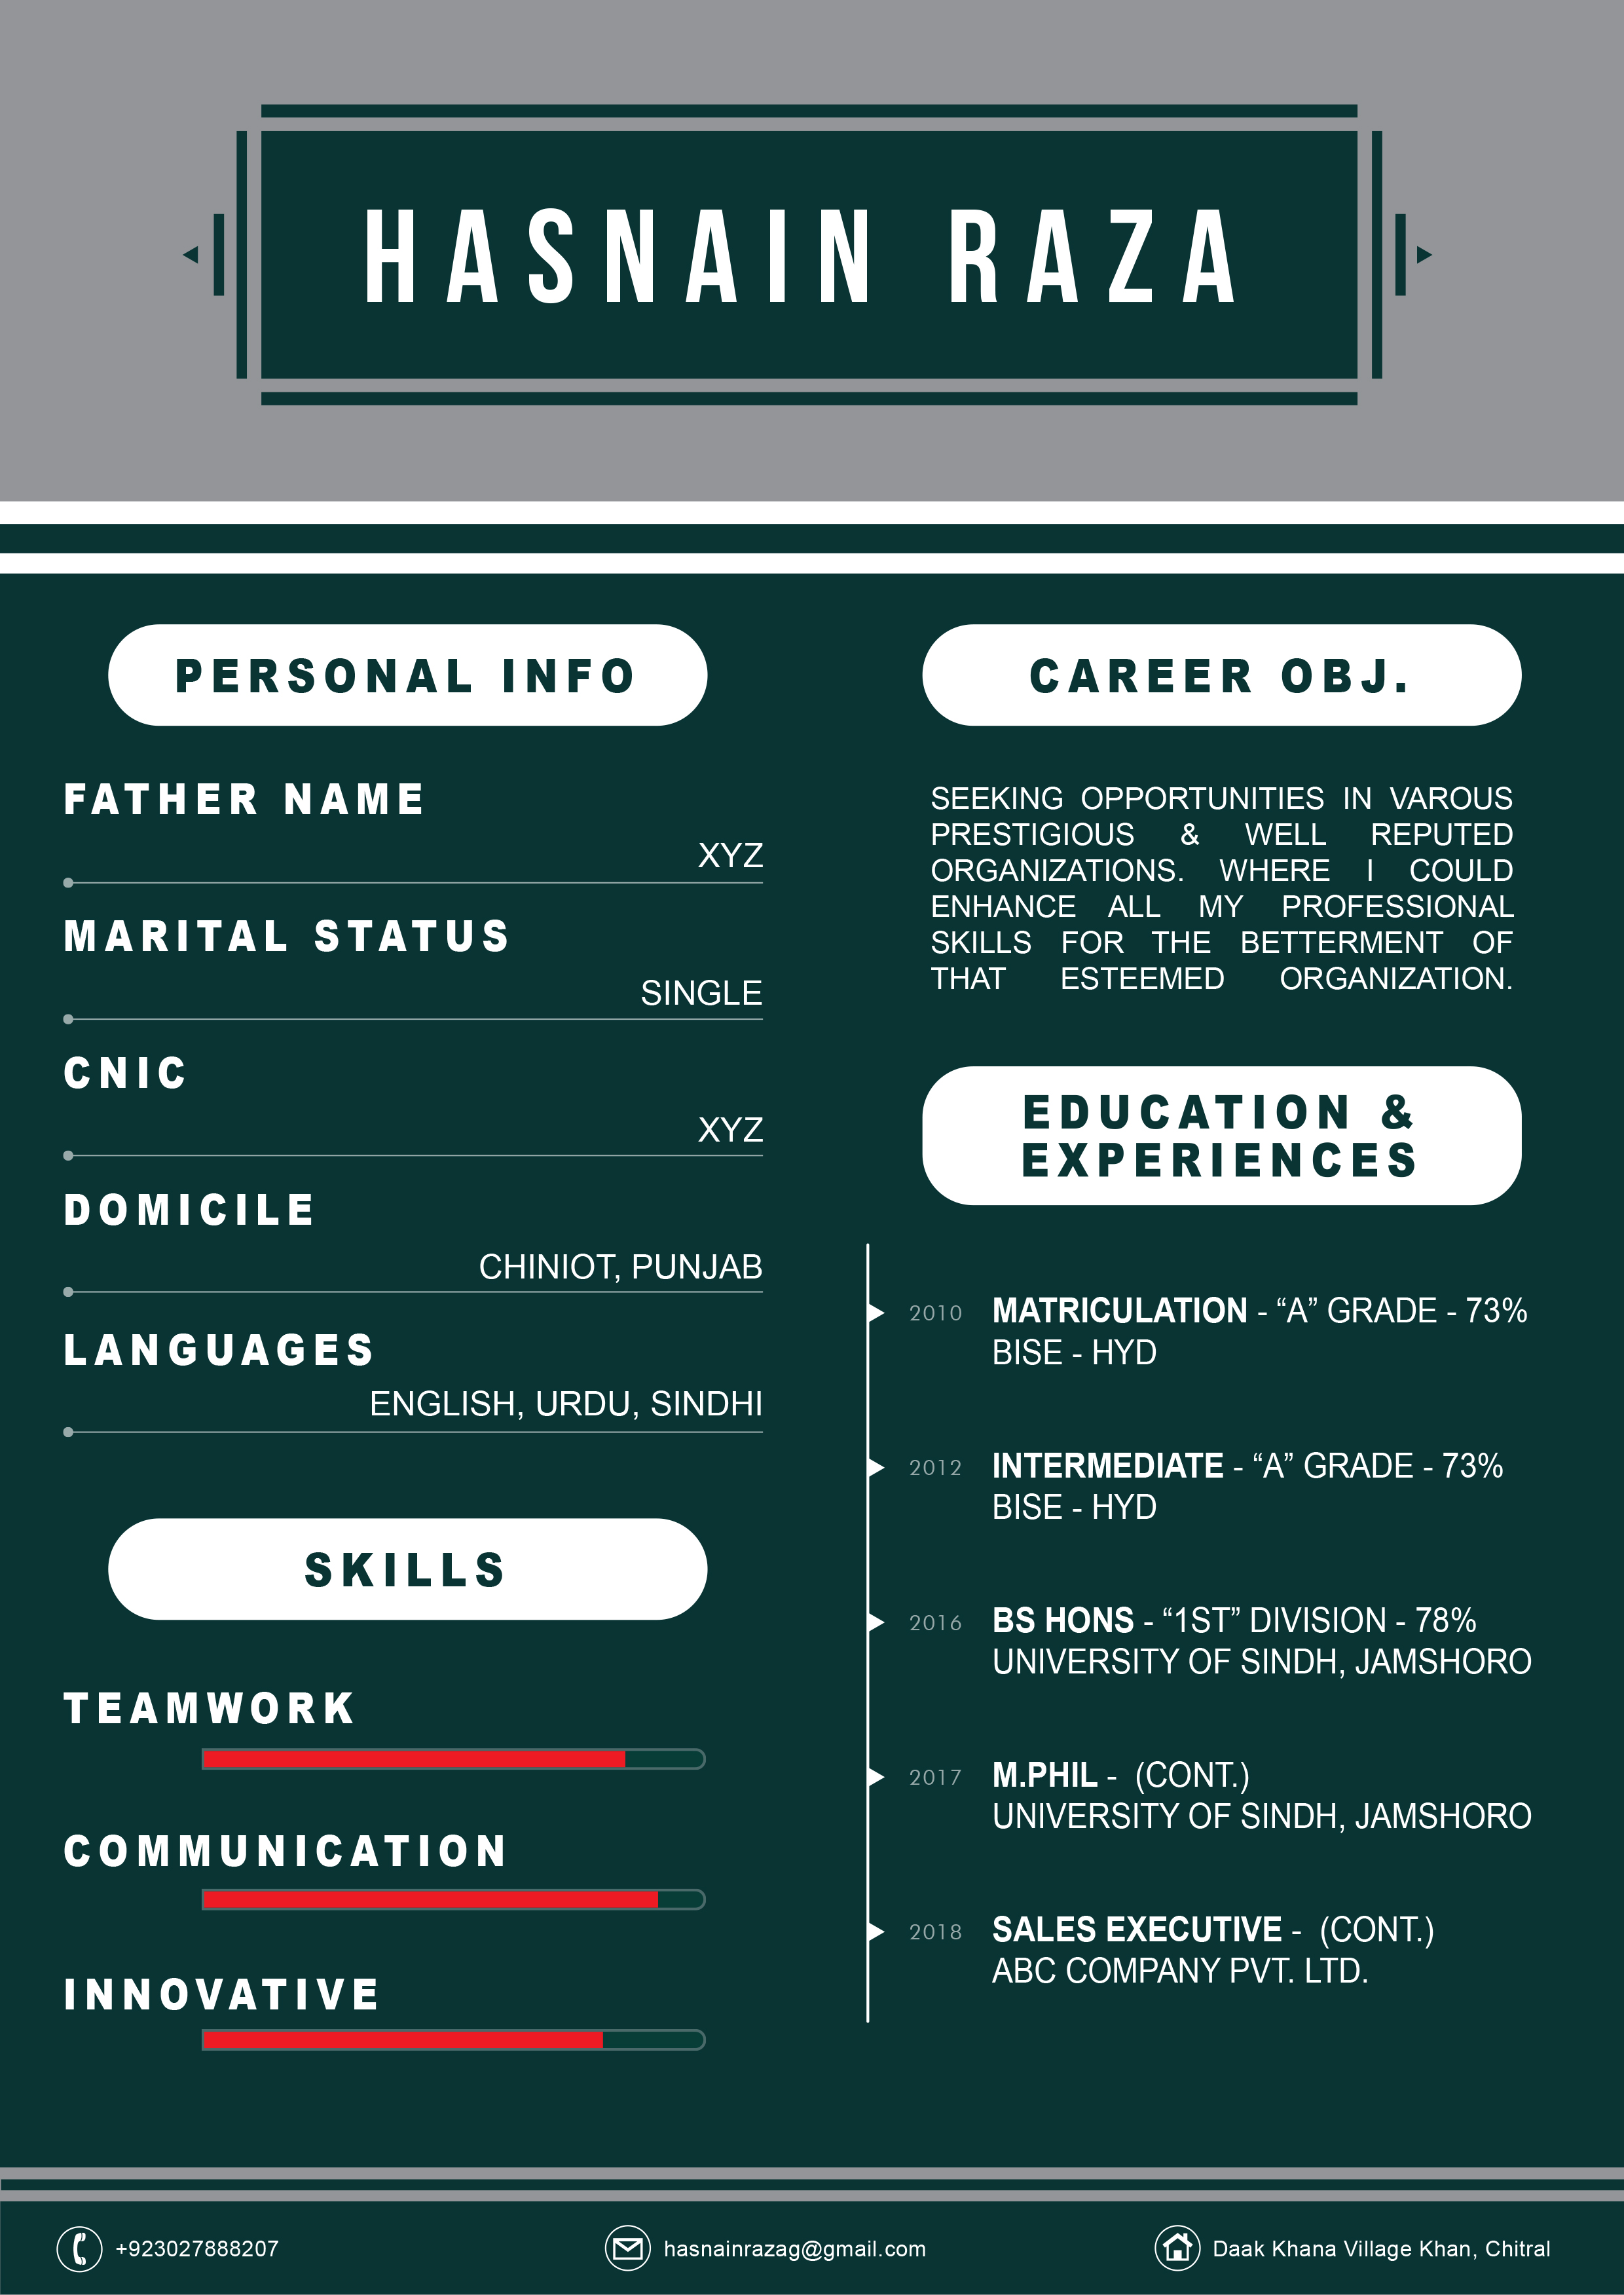 HASNAIN RAZA
PERSONAL INFO
FATHER NAME
XYZ
MARITAL STATUS
SINGLE
CNIC
XYZ
DOMICILE
CHINIOT, PUNJAB
LANGUAGES
ENGLISH, URDU, SINDHI
SKILLS
TEAMWORK
COMMUNICATION
INNOVATIVE
CAREER OBJ.
SEEKING OPPORTUNITIES IN VAROUS
PRESTIGIOUS & WELL REPUTED
ORGANIZATIONS. WHERE I COULD
ENHANCE ALL MY PROFESSIONAL
SKILLS FOR THE BETTERMENT OF
THAT ESTEEMED ORGANIZATION.
EDUCATION &
EXPERIENCES
2010 MATRICULATION - “A” GRADE - 73%
BISE - HYD
2012 INTERMEDIATE - “A” GRADE - 73%
BISE - HYD
2016 BS HONS - “1ST” DIVISION - 78%
UNIVERSITY OF SINDH, JAMSHORO
2017 M.PHIL - (CONT.)
UNIVERSITY OF SINDH, JAMSHORO
2018 SALES EXECUTIVE - (CONT.)
ABC COMPANY PVT. LTD.
+923027888207
hasnainrazag@gmail.com
Daak Khana Village Khan, Chitral